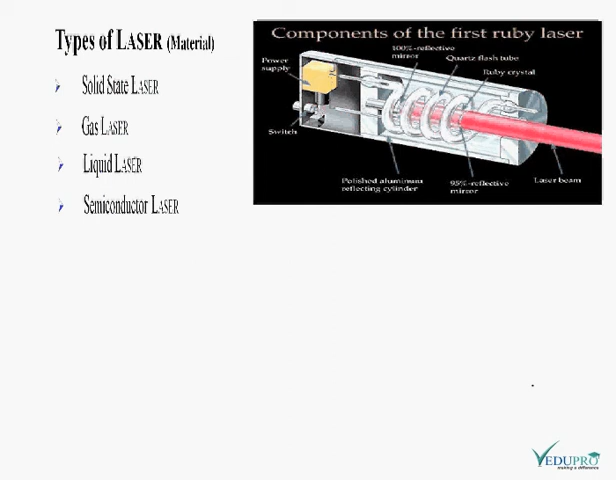 Types of LASER (Material)
Solid State LASER
Gas LASER
Liquid LASER
Semiconductor LASER
Components of the first ruby laser
100%-reflective
mirror
Power
supply
Quartz flash tube
Ruby crystal
Switch
Polished aluminum
reflecting cylinder
95%-reflective
mirror
Laser beam
VEDUPRO
making a difference